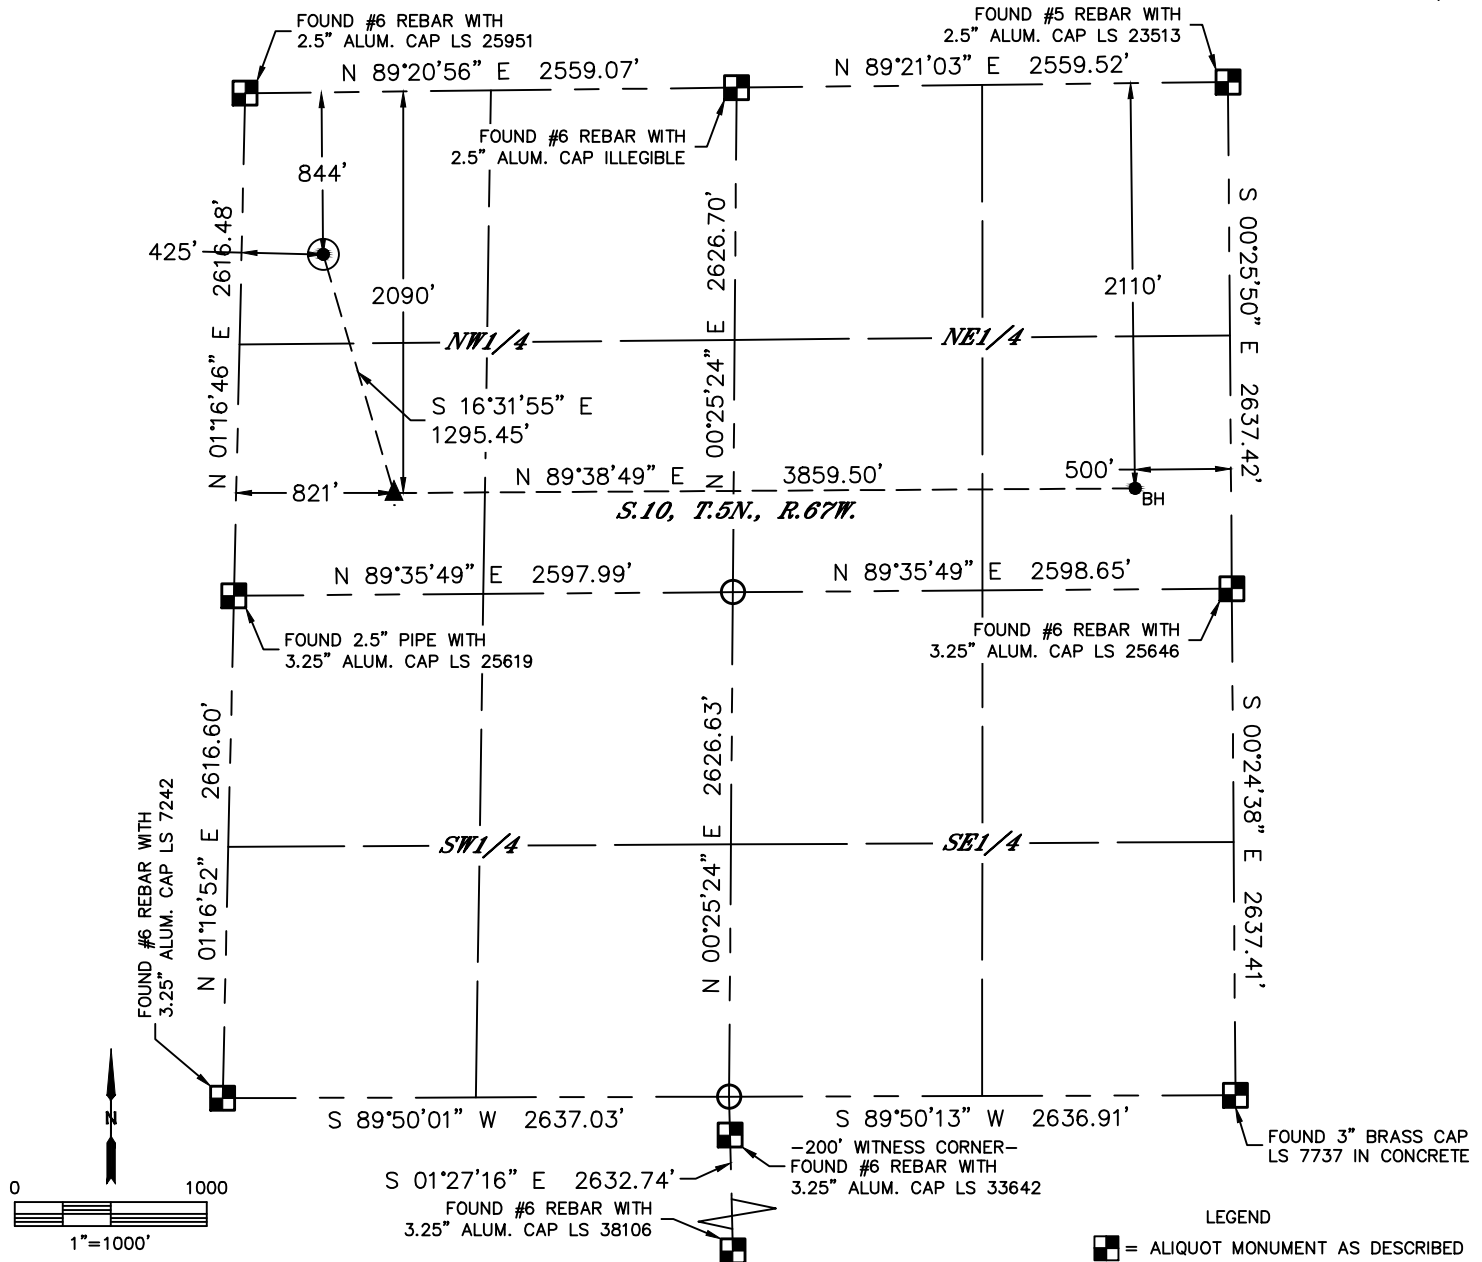 FOUND #6 REBAR WITH
2.5" ALUM. CAP LS 25951
FOUND #5 REBAR WITH
2.5" ALUM. CAP LS 23513
N 89°20'56" E 2559.07'
N 89°21'03" E 2559.52'
FOUND #6 REBAR WITH
2.5" ALUM. CAP ILLEGIBLE
844'
425'
2090'
2110'
N 01°16'46" E 2616.48'
N 00°25'24" E 2626.70'
S 00°25'50" E 2637.42'
NW1/4
NE1/4
S 16°31'55" E
1295.45'
N 89°38'49" E 3859.50'
500'
821'
BH
S.10, T.5N., R.67W.
N 89°35'49" E 2597.99'
N 89°35'49" E 2598.65'
FOUND 2.5" PIPE WITH
3.25" ALUM. CAP LS 25619
FOUND #6 REBAR WITH
3.25" ALUM. CAP LS 25646
N 01°16'52" E 2616.60'
N 00°25'24" E 2626.63'
S 00°24'38" E 2637.41'
FOUND #6 REBAR WITH
3.25" ALUM. CAP LS 7242
SW1/4
SE1/4
S 89°50'01" W 2637.03'
S 89°50'13" W 2636.91'
FOUND 3" BRASS CAP
LS 7737 IN CONCRETE
-200' WITNESS CORNER-
FOUND #6 REBAR WITH
3.25" ALUM. CAP LS 33642
S 01°27'16" E 2632.74'
FOUND #6 REBAR WITH
3.25" ALUM. CAP LS 38106
N
0 1000
1"=1000'
LEGEND
= ALIQUOT MONUMENT AS DESCRIBED